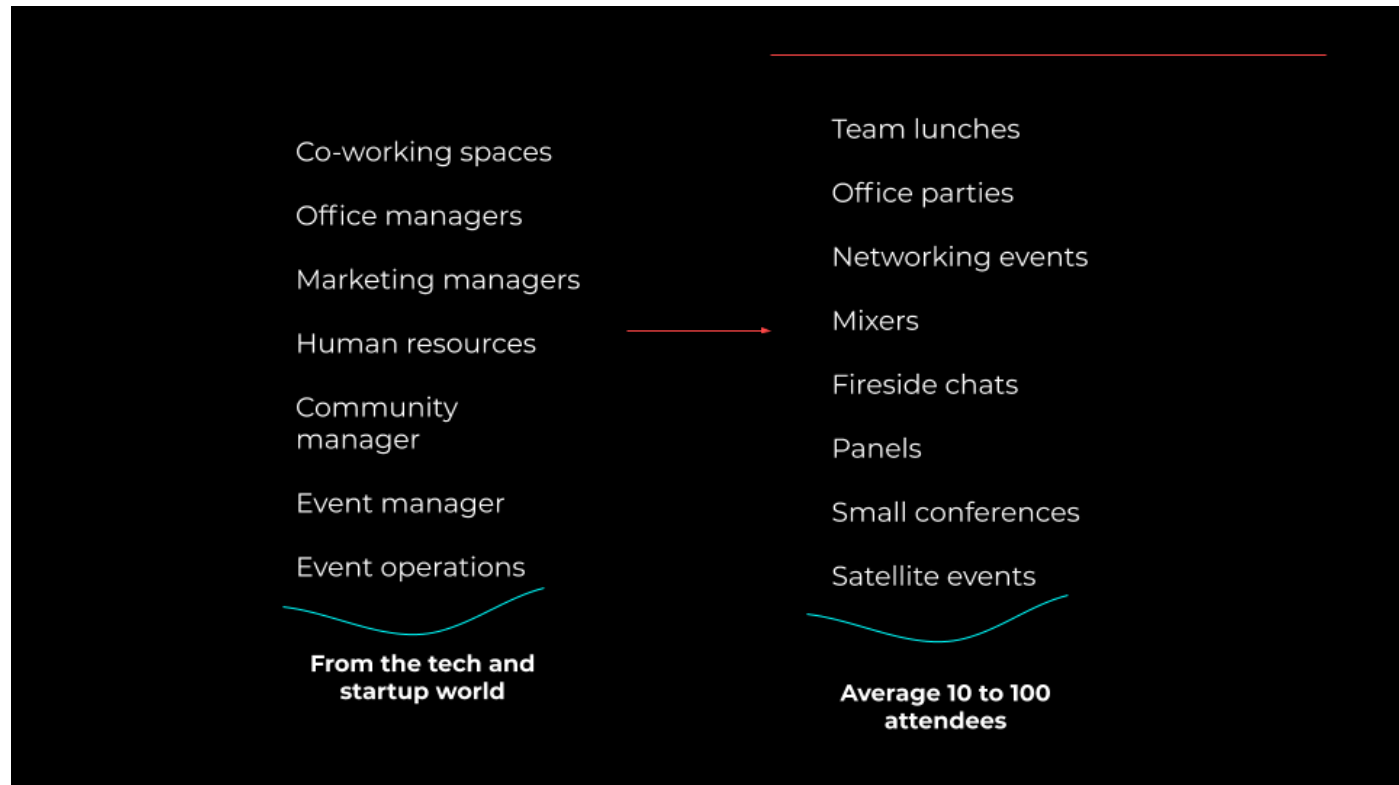 Co-working spaces
Office managers
Marketing managers
Human resources
Community
manager
Event manager
Event operations
From the tech and
startup world
Team lunches
Office parties
Networking events
Mixers
Fireside chats
Panels
Small conferences
Satellite events
Average 10 to 100
attendees